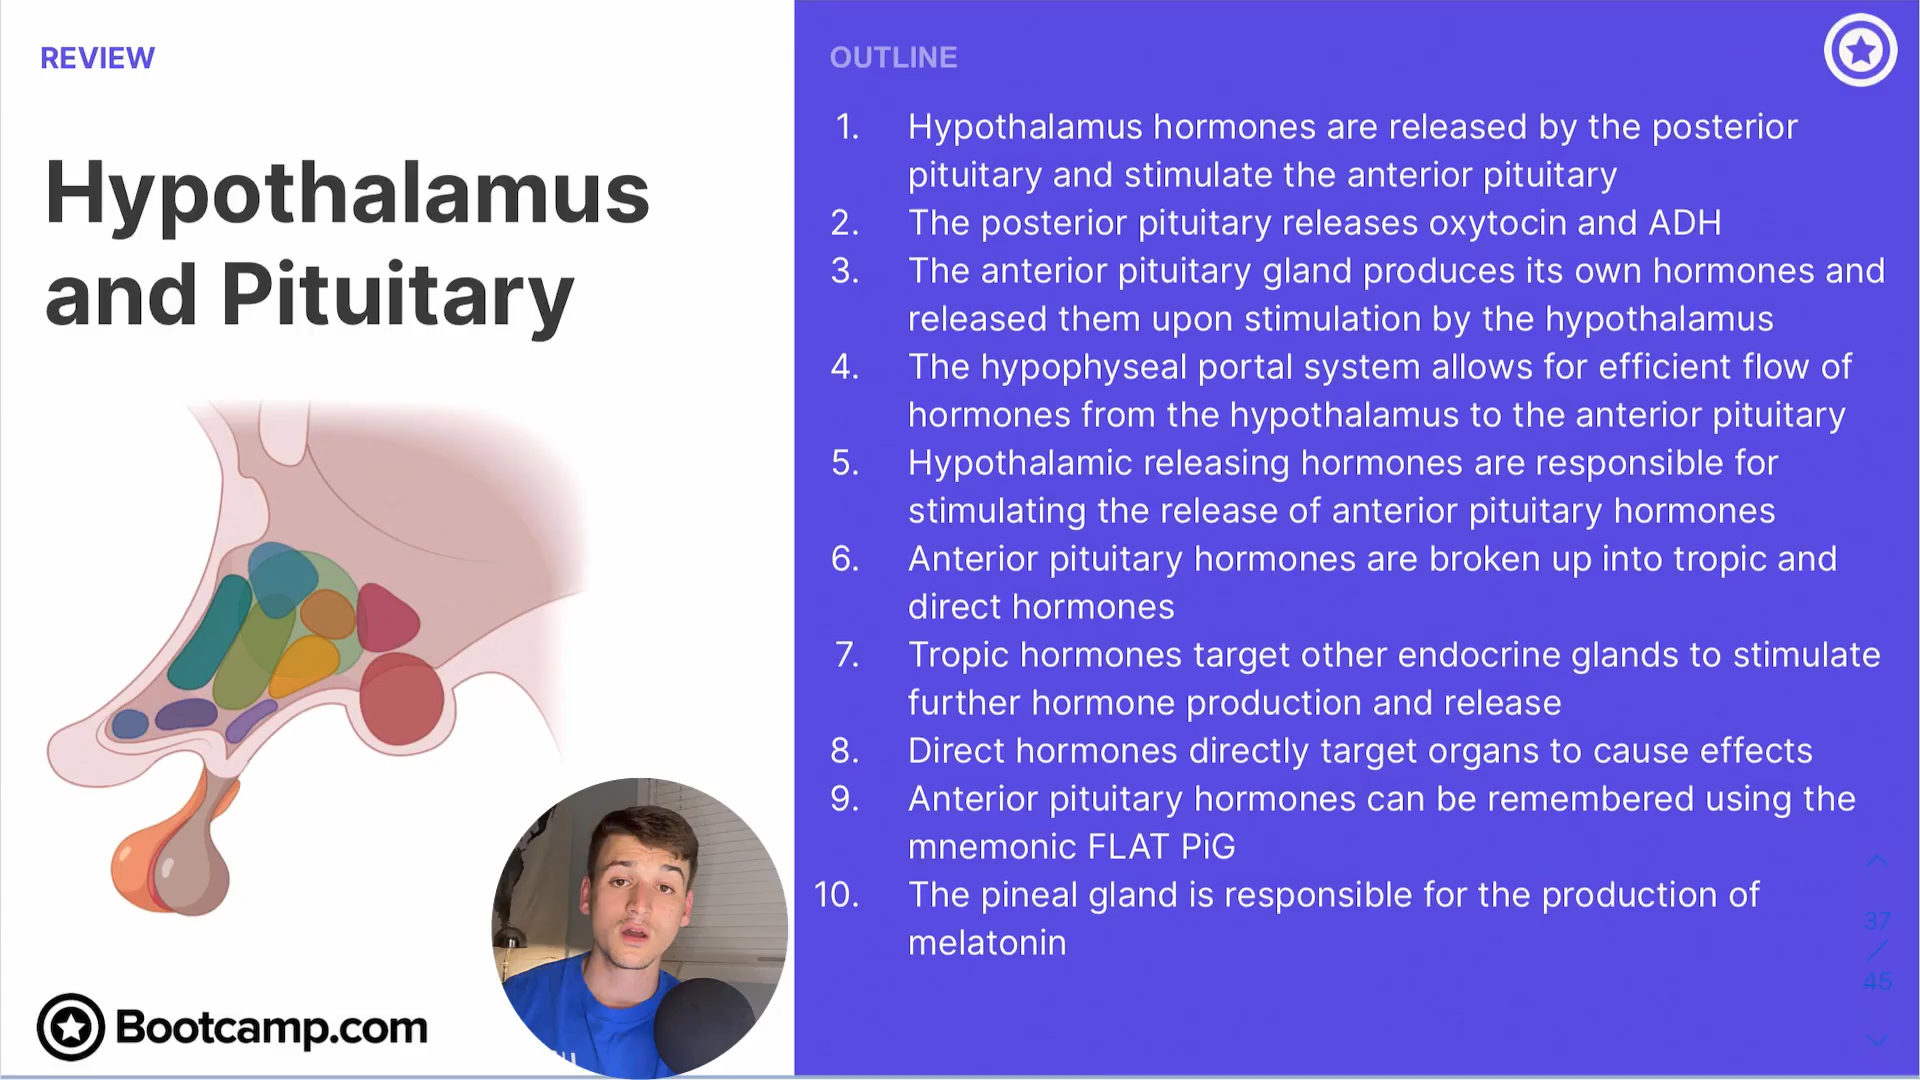 REVIEW
Hypothalamus
and Pituitary
Bootcamp.com
OUTLINE
1. Hypothalamus hormones are released by the posterior
pituitary and stimulate the anterior pituitary
2. The posterior pituitary releases oxytocin and ADH
3. The anterior pituitary gland produces its own hormones and
released them upon stimulation by the hypothalamus
4. The hypophyseal portal system allows for efficient flow of
hormones from the hypothalamus to the anterior pituitary
5. Hypothalamic releasing hormones are responsible for
stimulating the release of anterior pituitary hormones
6. Anterior pituitary hormones are broken up into tropic and
direct hormones
7. Tropic hormones target other endocrine glands to stimulate
further hormone production and release
8. Direct hormones directly target organs to cause effects
9. Anterior pituitary hormones can be remembered using the
mnemonic FLAT PiG
10. The pineal gland is responsible for the production of
melatonin
37
/
45